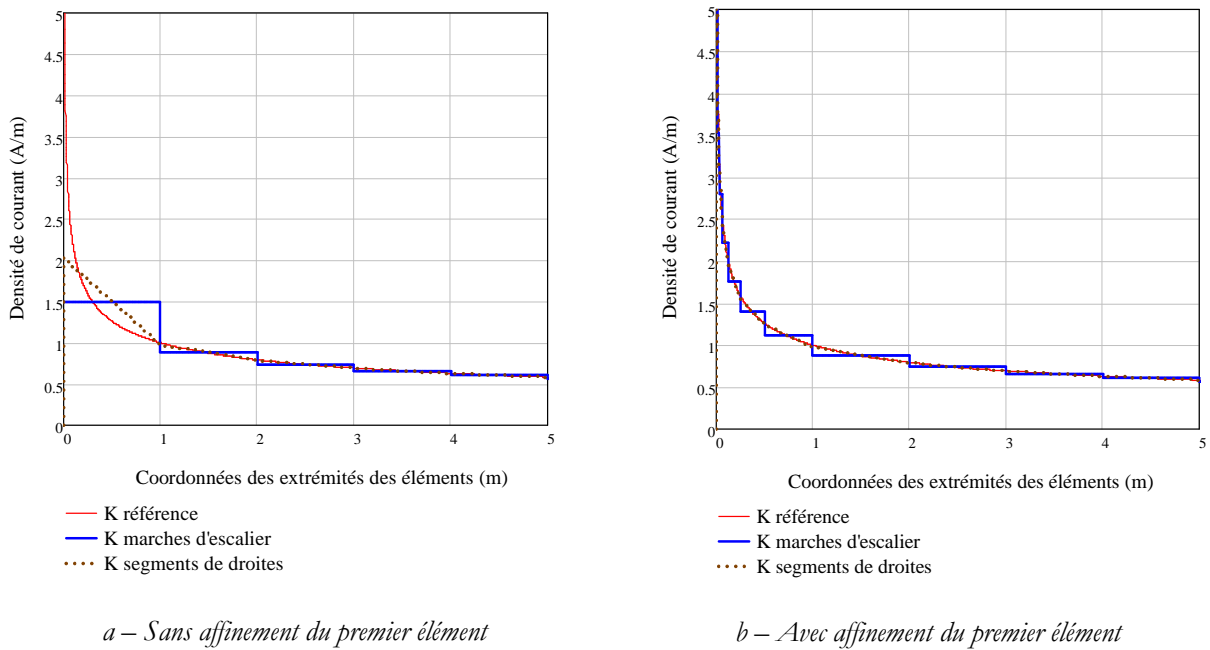 Densité de courant (A/m)
5
4.5
4
3.5
3
2.5
2
1.5
1
0.5
0
0 1 2 3 4 5
Coordonnées des extrémités des éléments (m)
K référence
K marches d'escalier
K segments de droites
a – Sans affinement du premier élément
Densité de courant (A/m)
5
4.5
4
3.5
3
2.5
2
1.5
1
0.5
0
0 1 2 3 4 5
Coordonnées des extrémités des éléments (m)
K référence
K marches d'escalier
K segments de droites
b – Avec affinement du premier élément